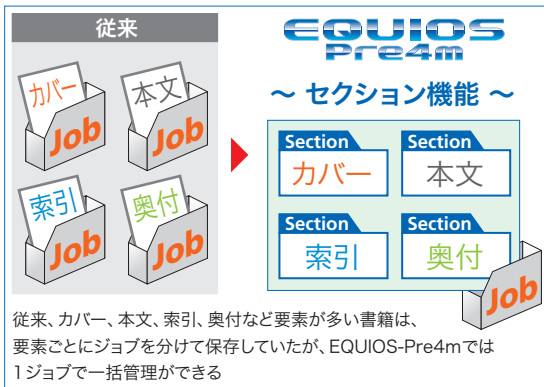 従来
カバー
Job
本文
Job
索引
Job
奥付
Job
EQUIOS
Pre4m
～ セクション機能 ～
Section
カバー
Section
本文
Section
索引
Section
奥付
Job
従来、カバー、本文、索引、奥付など要素が多い書籍は、
要素ごとにジョブを分けて保存していたが、EQUIOS-Pre4mでは
1ジョブで一括管理ができる